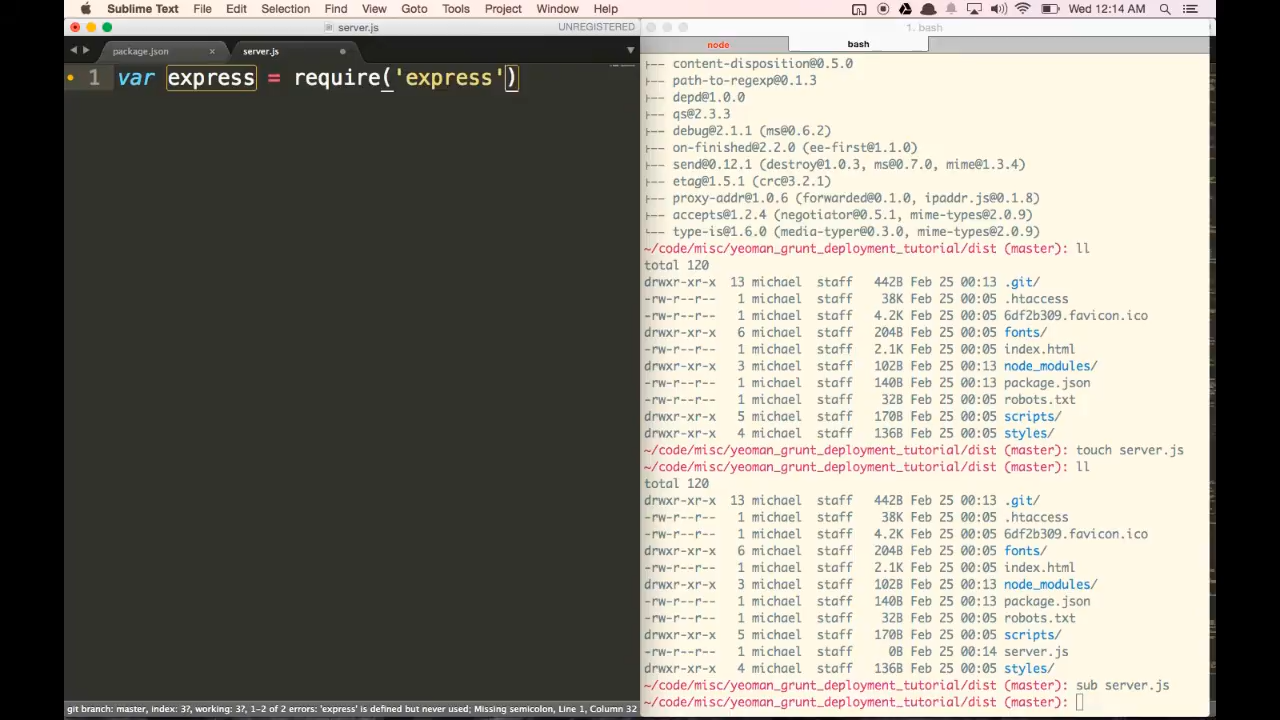 Sublime Text File Edit Selection Find View Goto Tools Project Window Help Wed 12:14 AM
server.js UNREGISTERED
package.json × server.js
1 var express = require('express')
git branch: master, index: 3?, working: 3?, 1-2 of 2 errors: 'express' is defined but never used; Missing semicolon, Line 1, Column 32
1. bash
node bash
├── content-disposition@0.5.0
├── path-to-regexp@0.1.3
├── depd@1.0.0
├── qs@2.3.3
├── debug@2.1.1 (ms@0.6.2)
├── on-finished@2.2.0 (ee-first@1.1.0)
├── send@0.12.1 (destroy@1.0.3, ms@0.7.0, mime@1.3.4)
├── etag@1.5.1 (crc@3.2.1)
├── proxy-addr@1.0.6 (forwarded@0.1.0, ipaddr.js@0.1.8)
├── accepts@1.2.4 (negotiator@0.5.1, mime-types@2.0.9)
└── type-is@1.6.0 (media-typer@0.3.0, mime-types@2.0.9)
~/code/misc/yeoman_grunt_deployment_tutorial/dist (master): ll
total 120
drwxr-xr-x 13 michael staff 442B Feb 25 00:13 .git/
-rw-r--r-- 1 michael staff 38K Feb 25 00:05 .htaccess
-rw-r--r-- 1 michael staff 4.2K Feb 25 00:05 6df2b309.favicon.ico
drwxr-xr-x 6 michael staff 204B Feb 25 00:05 fonts/
-rw-r--r-- 1 michael staff 2.1K Feb 25 00:05 index.html
drwxr-xr-x 3 michael staff 102B Feb 25 00:13 node_modules/
-rw-r--r-- 1 michael staff 140B Feb 25 00:13 package.json
-rw-r--r-- 1 michael staff 32B Feb 25 00:05 robots.txt
drwxr-xr-x 5 michael staff 170B Feb 25 00:05 scripts/
drwxr-xr-x 4 michael staff 136B Feb 25 00:05 styles/
~/code/misc/yeoman_grunt_deployment_tutorial/dist (master): touch server.js
~/code/misc/yeoman_grunt_deployment_tutorial/dist (master): ll
total 120
drwxr-xr-x 13 michael staff 442B Feb 25 00:13 .git/
-rw-r--r-- 1 michael staff 38K Feb 25 00:05 .htaccess
-rw-r--r-- 1 michael staff 4.2K Feb 25 00:05 6df2b309.favicon.ico
drwxr-xr-x 6 michael staff 204B Feb 25 00:05 fonts/
-rw-r--r-- 1 michael staff 2.1K Feb 25 00:05 index.html
drwxr-xr-x 3 michael staff 102B Feb 25 00:13 node_modules/
-rw-r--r-- 1 michael staff 140B Feb 25 00:13 package.json
-rw-r--r-- 1 michael staff 32B Feb 25 00:05 robots.txt
drwxr-xr-x 5 michael staff 170B Feb 25 00:05 scripts/
-rw-r--r-- 1 michael staff 0B Feb 25 00:14 server.js
drwxr-xr-x 4 michael staff 136B Feb 25 00:05 styles/
~/code/misc/yeoman_grunt_deployment_tutorial/dist (master): sub server.js
~/code/misc/yeoman_grunt_deployment_tutorial/dist (master):